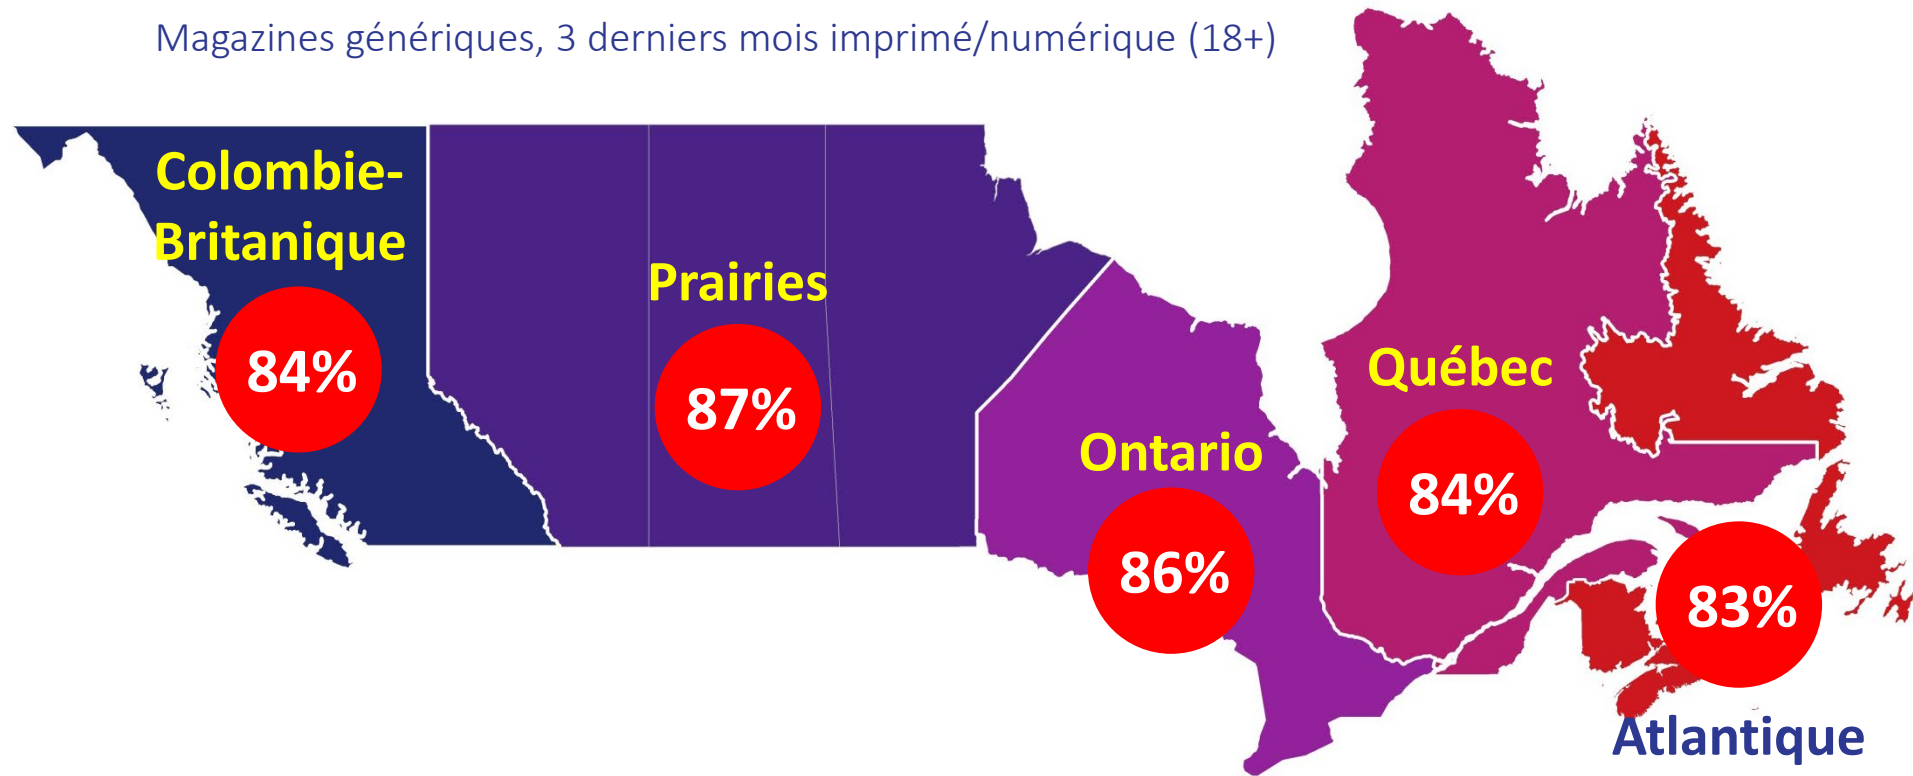 Magazines génériques, 3 derniers mois imprimé/numérique (18+)
Colombie-
Britanique
84%
Prairies
87%
Ontario
86%
Québec
84%
83%
Atlantique